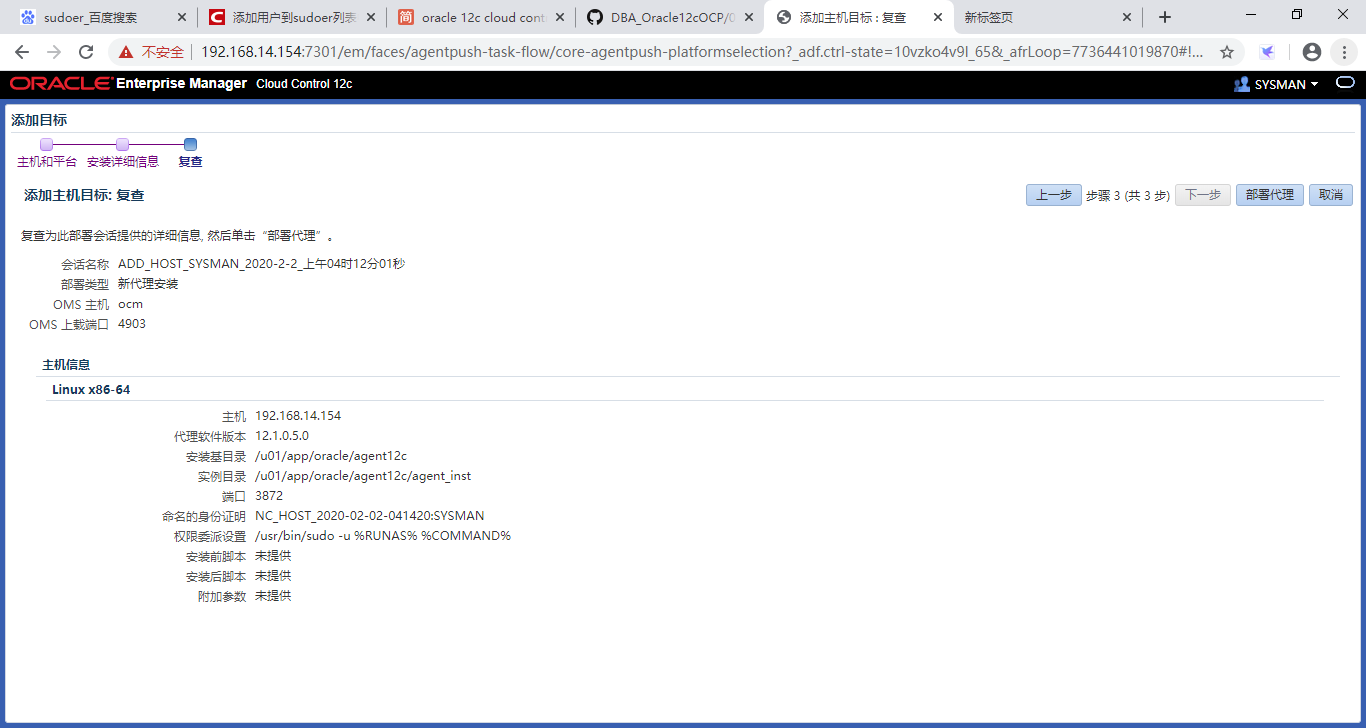 sudoer_百度搜索
添加用户到sudoer列表
简
oracle 12c cloud cont
DBA_Oracle12cOCP/0
添加主机目标 : 复查
新标签页
不安全
192.168.14.154:7301/em/faces/agentpush-task-flow/core-agentpush-platformselection?_adf.ctrl-state=10vzko4v9l_65&_afrLoop=7736441019870#!...
ORACLE Enterprise Manager Cloud Control 12c
SYSMAN
添加目标
主机和平台 安装详细信息 复查
添加主机目标: 复查
上一步 步骤 3 (共 3 步) 下一步 部署代理 取消
复查为此部署会话提供的详细信息, 然后单击“部署代理”。
会话名称 ADD_HOST_SYSMAN_2020-2-2_上午04时12分01秒
部署类型 新代理安装
OMS 主机 ocm
OMS 上载端口 4903
主机信息
Linux x86-64
主机 192.168.14.154
代理软件版本 12.1.0.5.0
安装基目录 /u01/app/oracle/agent12c
实例目录 /u01/app/oracle/agent12c/agent_inst
端口 3872
命名的身份证明 NC_HOST_2020-02-02-041420:SYSMAN
权限委派设置 /usr/bin/sudo -u %RUNAS% %COMMAND%
安装前脚本 未提供
安装后脚本 未提供
附加参数 未提供